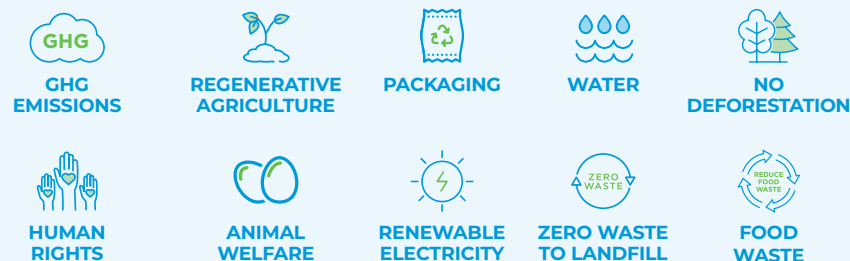 GHG
GHG
EMISSIONS
REGENERATIVE
AGRICULTURE
PACKAGING
WATER
NO
DEFORESTATION
HUMAN
RIGHTS
ANIMAL
WELFARE
RENEWABLE
ELECTRICITY
ZERO
WASTE
ZERO WASTE
TO LANDFILL
REDUCE
FOOD
WASTE
FOOD
WASTE